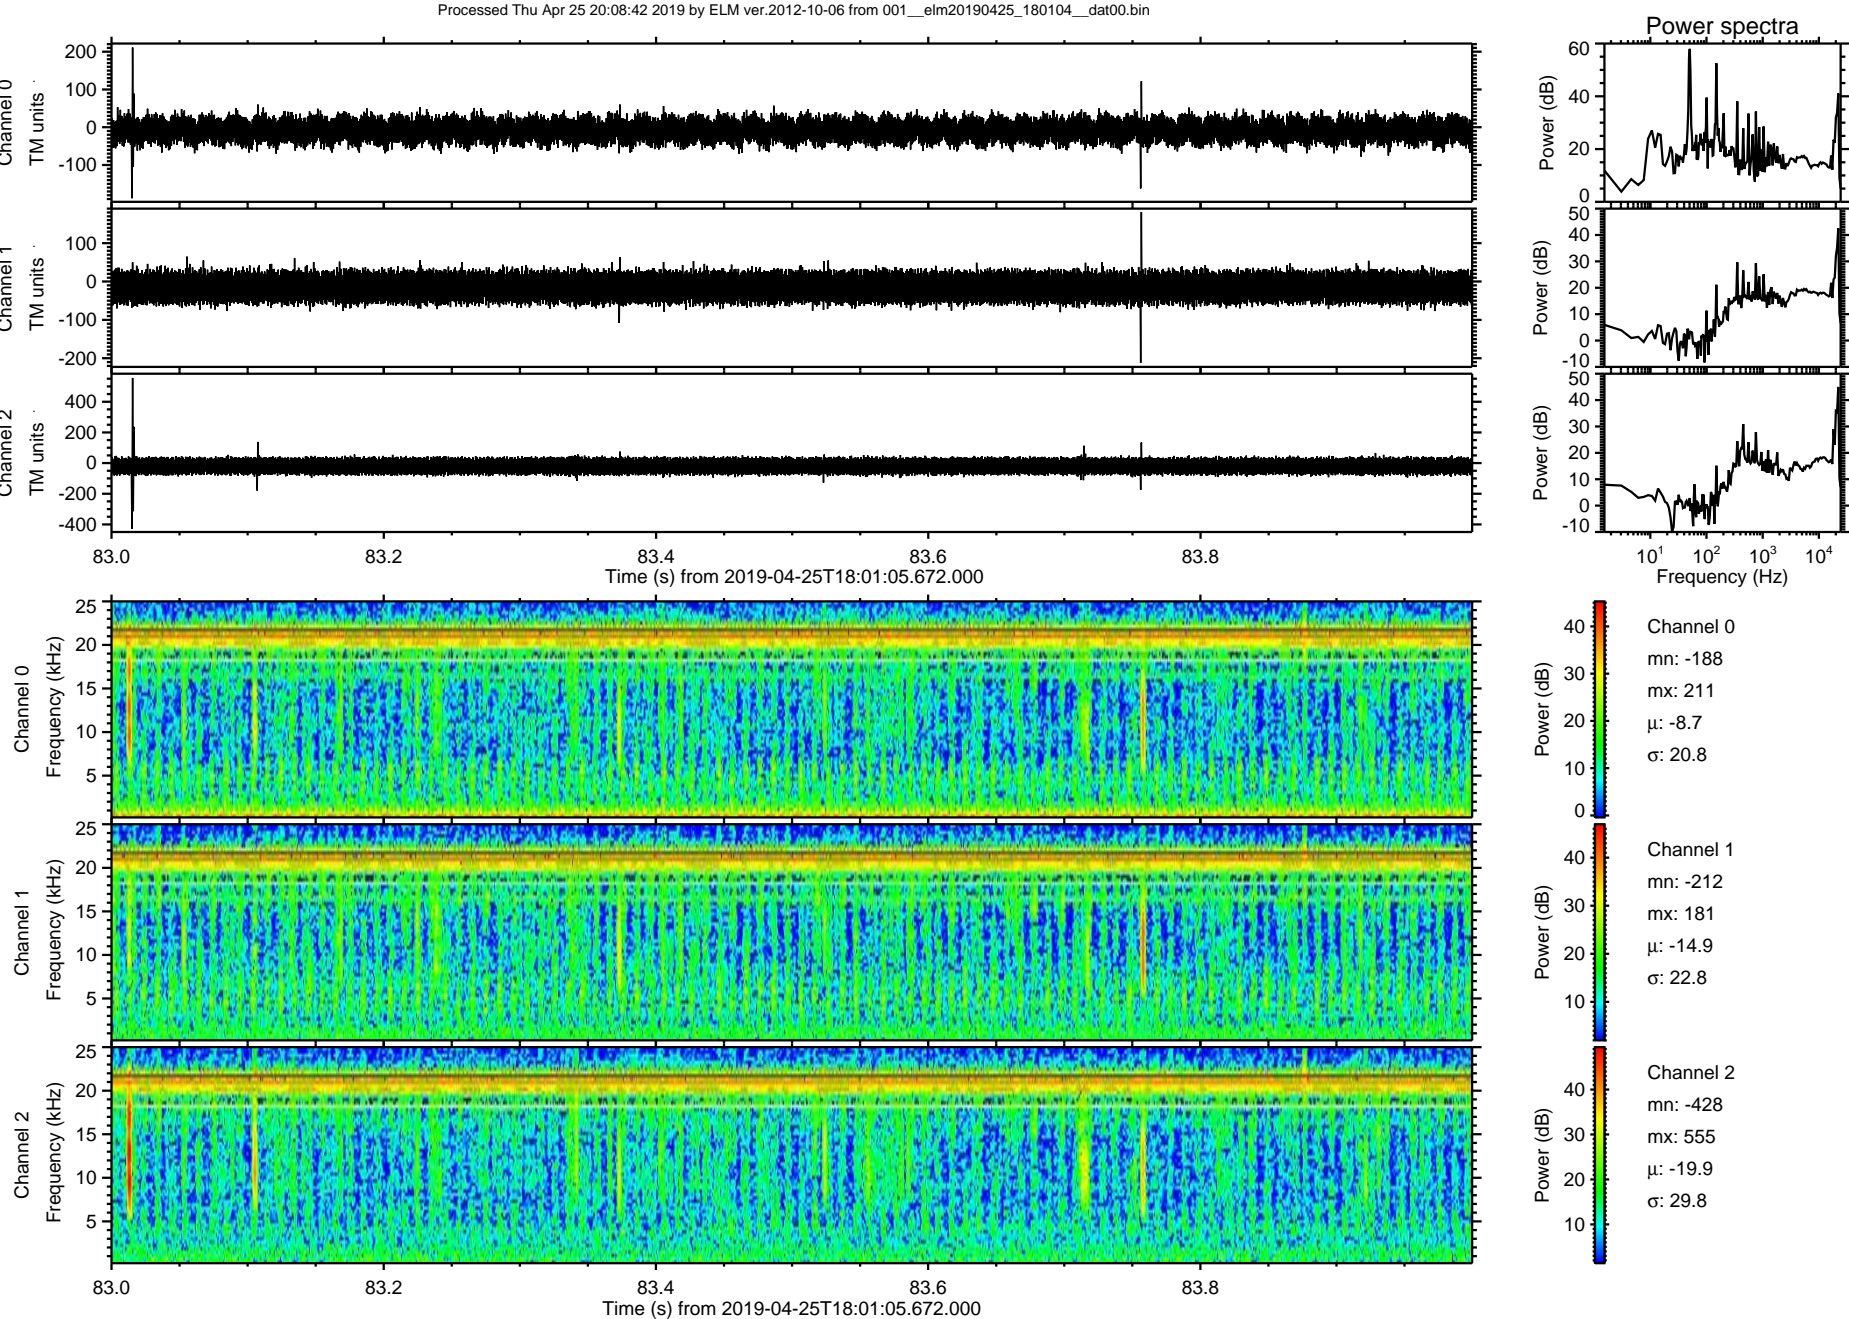 Processed Thu Apr 25 20:08:42 2019 by ELM ver.2012-10-06 from 001__elm20190425_180104__dat00.bin
Power spectra
Channel 0
TM units
200
100
0
-100
Power (dB)
60
40
20
0
Channel 1
TM units
100
0
-100
-200
Power (dB)
50
40
30
20
10
0
-10
Channel 2
TM units
400
200
0
-200
-400
Power (dB)
50
40
30
20
10
0
-10
83.0 83.2 83.4 83.6 83.8
Time (s) from 2019-04-25T18:01:05.672.000
10¹ 10² 10³ 10⁴
Frequency (Hz)
Channel 0
Frequency (kHz)
25
20
15
10
5
Power (dB)
40
30
20
10
0
Channel 0
mn: -188
mx: 211
μ: -8.7
σ: 20.8
Channel 1
Frequency (kHz)
25
20
15
10
5
Power (dB)
40
30
20
10
Channel 1
mn: -212
mx: 181
μ: -14.9
σ: 22.8
Channel 2
Frequency (kHz)
25
20
15
10
5
Power (dB)
40
30
20
10
Channel 2
mn: -428
mx: 555
μ: -19.9
σ: 29.8
83.0 83.2 83.4 83.6 83.8
Time (s) from 2019-04-25T18:01:05.672.000